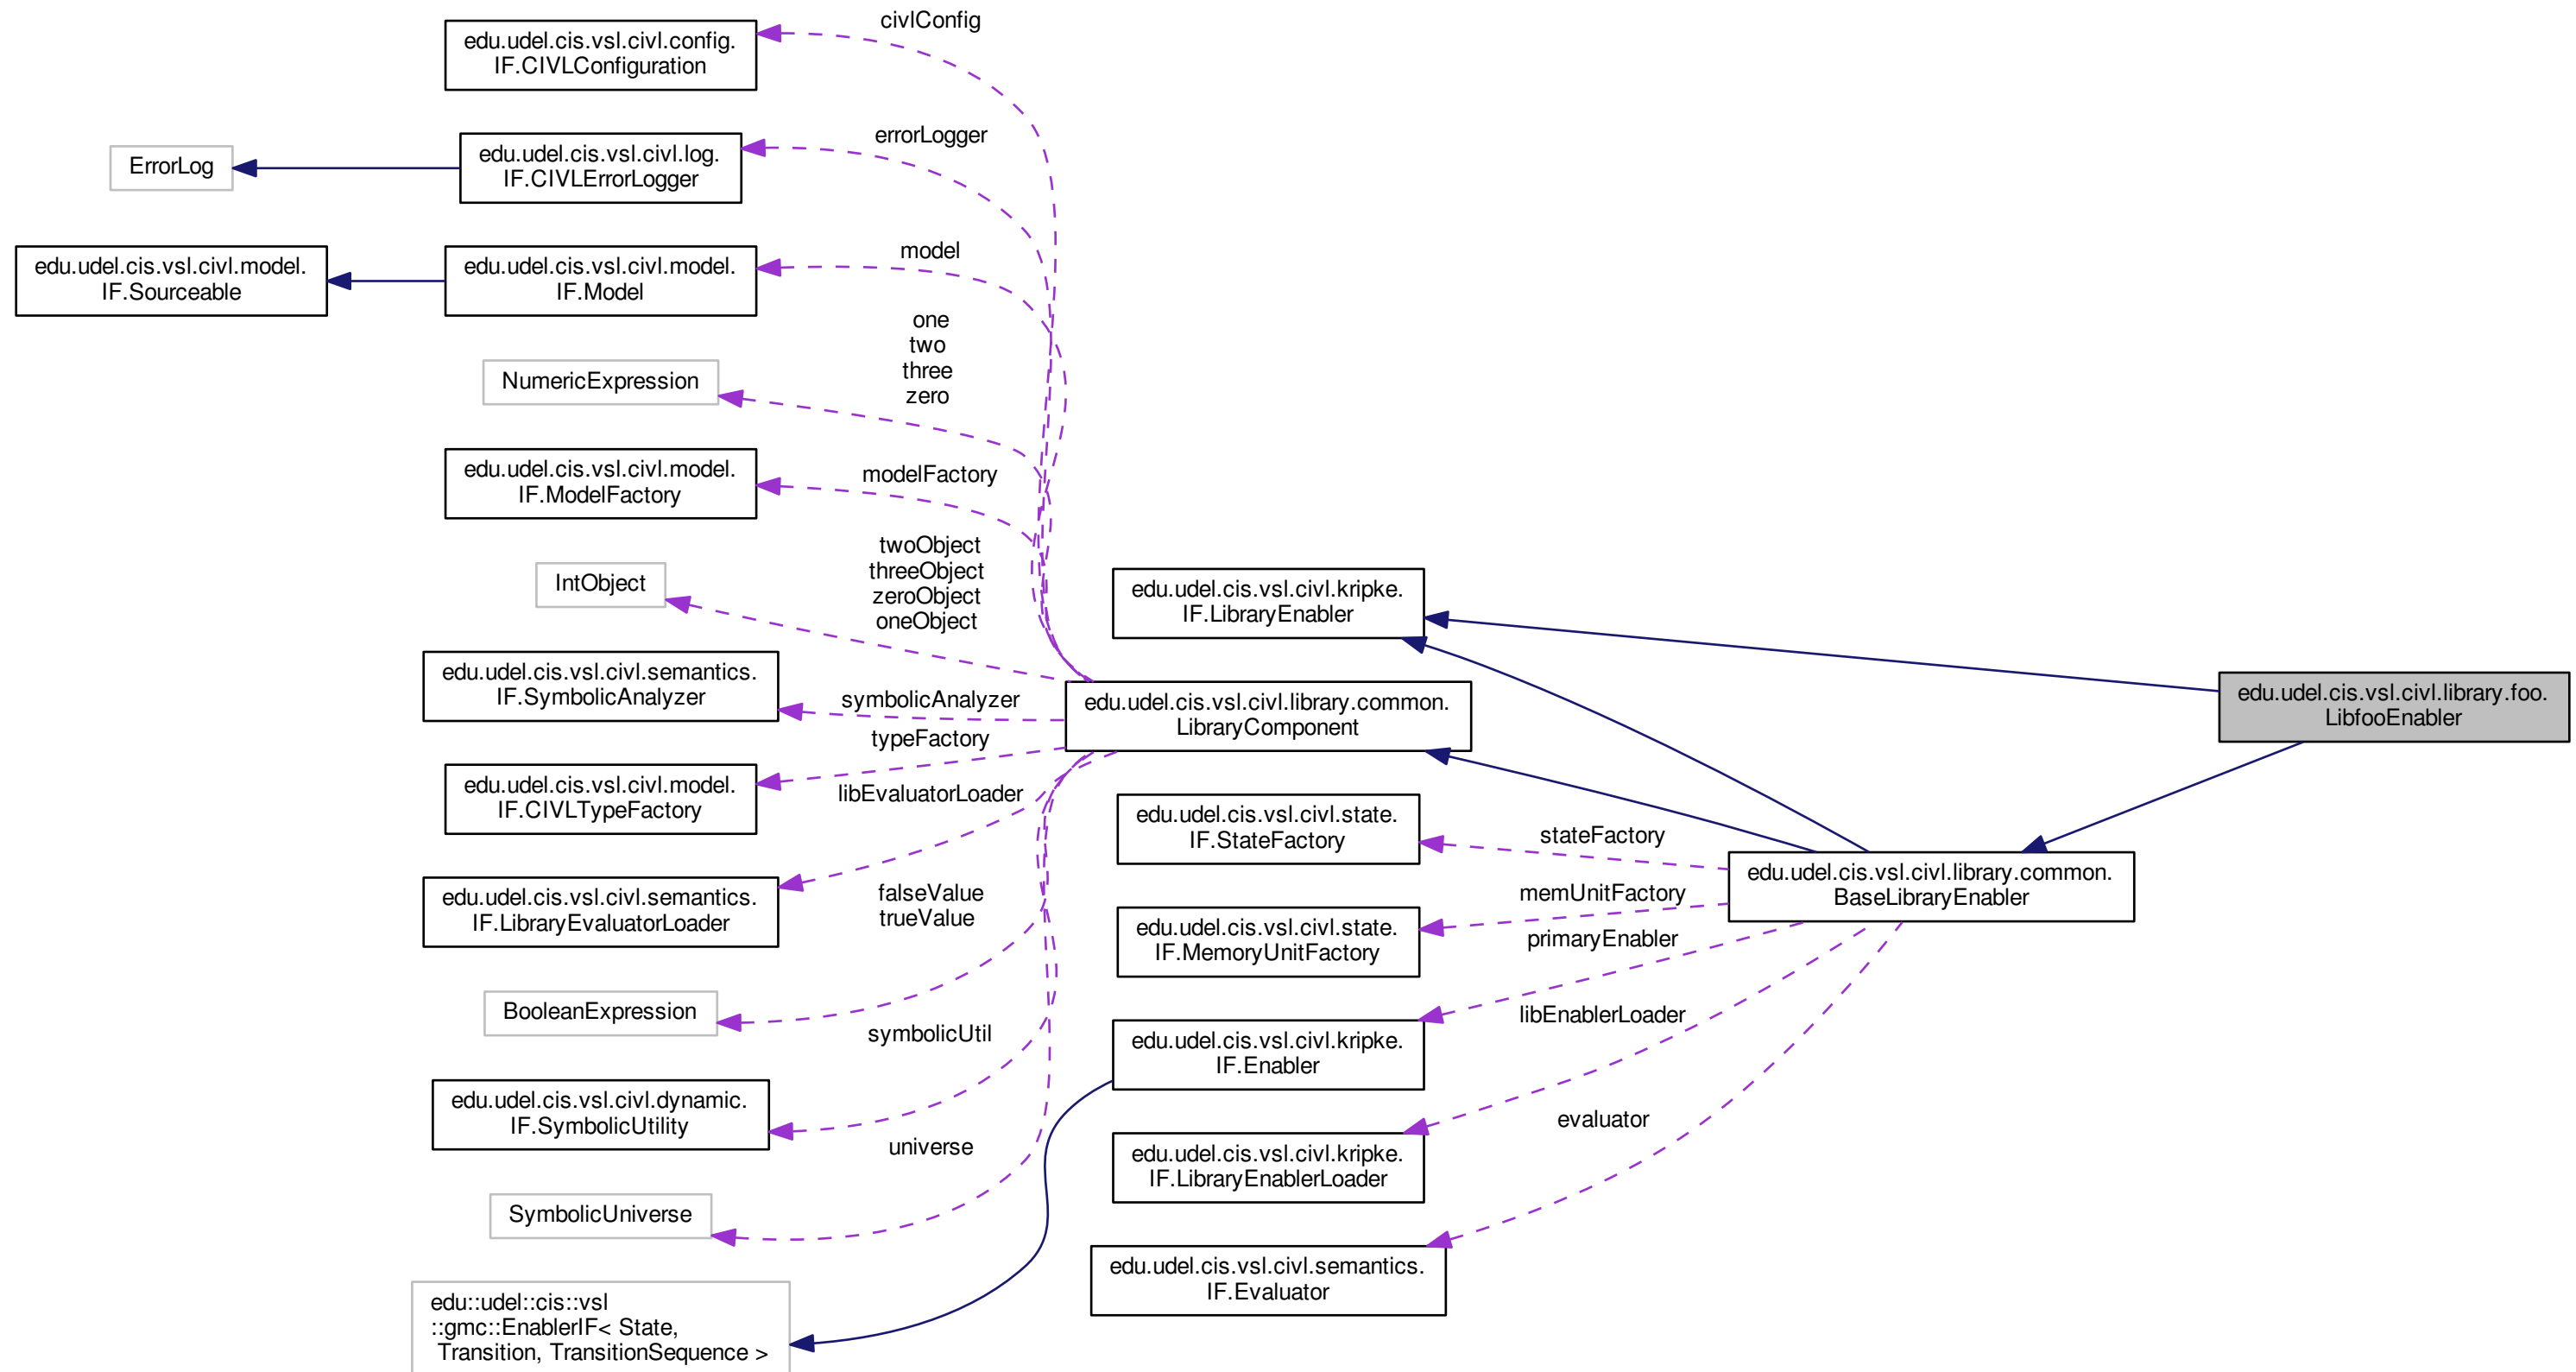 civlConfig
edu.udel.cis.vsl.civl.config.
IF.CIVLConfiguration
errorLogger
ErrorLog
edu.udel.cis.vsl.civl.log.
IF.CIVLErrorLogger
model
edu.udel.cis.vsl.civl.model.
IF.Sourceable
edu.udel.cis.vsl.civl.model.
IF.Model
one
two
three
zero
NumericExpression
modelFactory
edu.udel.cis.vsl.civl.model.
IF.ModelFactory
twoObject
threeObject
zeroObject
oneObject
IntObject
edu.udel.cis.vsl.civl.kripke.
IF.LibraryEnabler
edu.udel.cis.vsl.civl.semantics.
IF.SymbolicAnalyzer
symbolicAnalyzer
edu.udel.cis.vsl.civl.library.common.
LibraryComponent
edu.udel.cis.vsl.civl.library.foo.
LibfooEnabler
typeFactory
edu.udel.cis.vsl.civl.model.
IF.CIVLTypeFactory
libEvaluatorLoader
edu.udel.cis.vsl.civl.state.
IF.StateFactory
stateFactory
edu.udel.cis.vsl.civl.semantics.
IF.LibraryEvaluatorLoader
falseValue
trueValue
edu.udel.cis.vsl.civl.library.common.
BaseLibraryEnabler
memUnitFactory
edu.udel.cis.vsl.civl.state.
IF.MemoryUnitFactory
primaryEnabler
BooleanExpression
symbolicUtil
libEnablerLoader
edu.udel.cis.vsl.civl.kripke.
IF.Enabler
edu.udel.cis.vsl.civl.dynamic.
IF.SymbolicUtility
universe
evaluator
edu.udel.cis.vsl.civl.kripke.
IF.LibraryEnablerLoader
SymbolicUniverse
edu.udel.cis.vsl.civl.semantics.
IF.Evaluator
edu::udel::cis::vsl
::gmc::EnablerIF< State,
Transition, TransitionSequence >